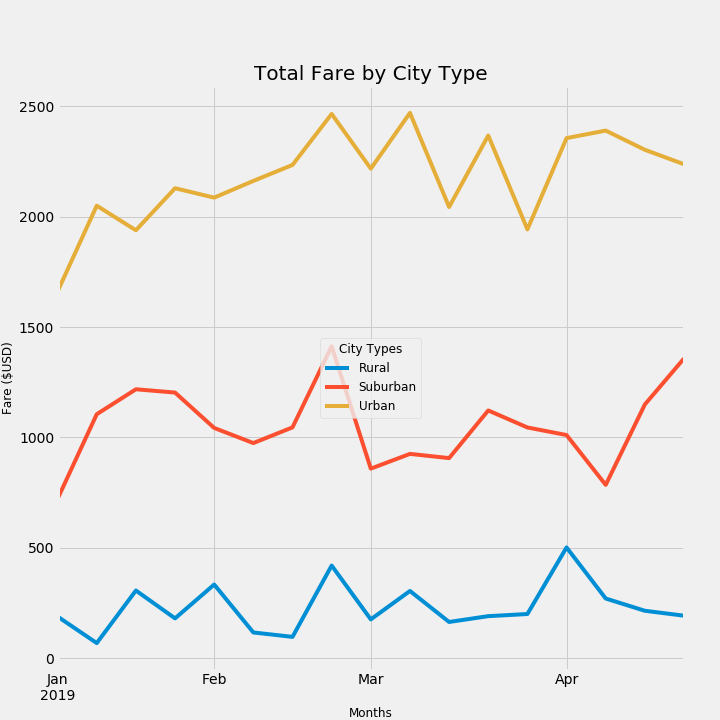 Total Fare by City Type
2500
2000
1500
1000
500
0
Fare ($USD)
City Types
Rural
Suburban
Urban
Jan Feb Mar Apr
2019
Months